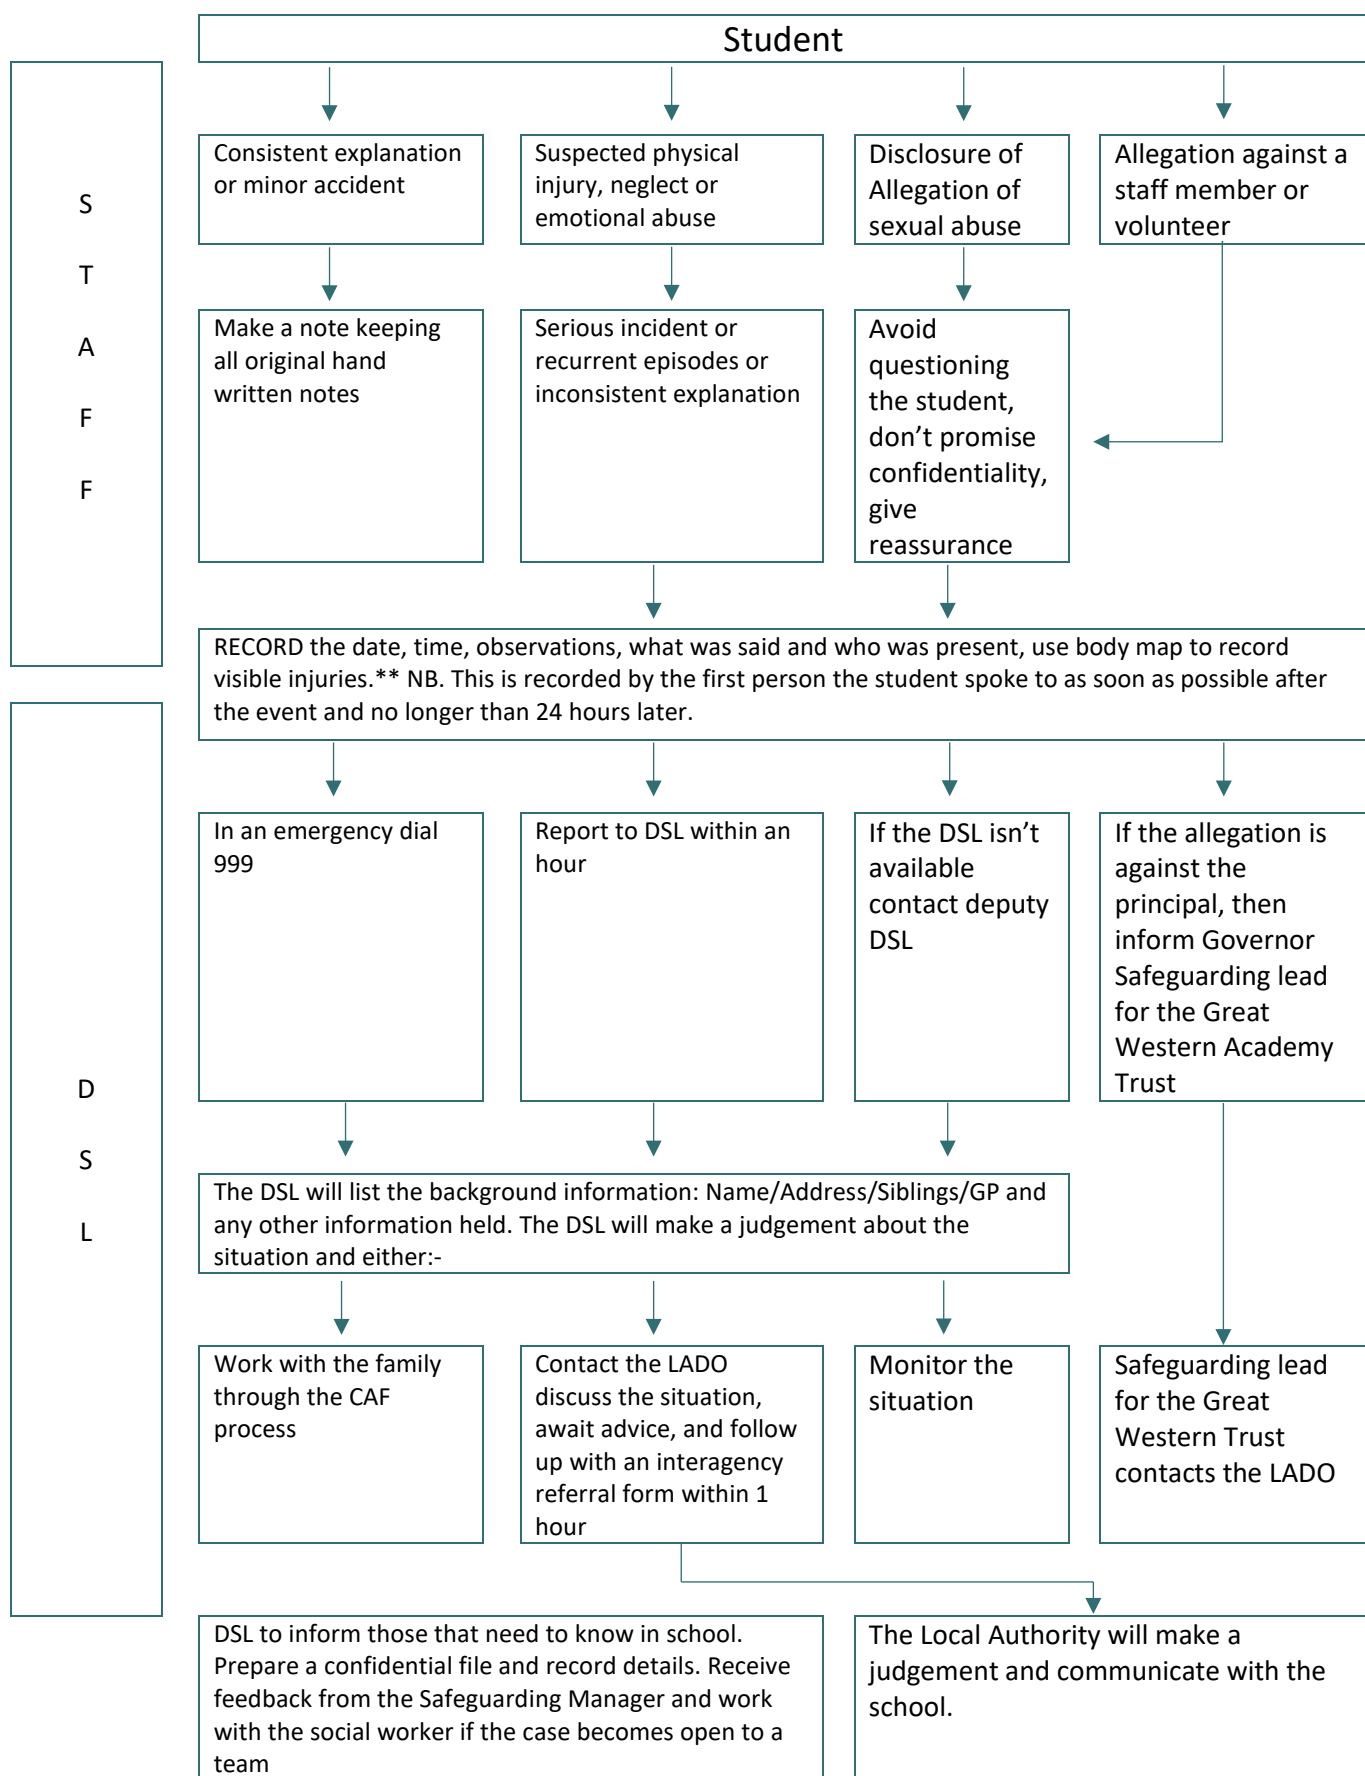 Student
S
T
A
F
F
Consistent explanation
or minor accident
Suspected physical
injury, neglect or
emotional abuse
Disclosure of
Allegation of
sexual abuse
Allegation against a
staff member or
volunteer
Make a note keeping
all original hand
written notes
Serious incident or
recurrent episodes or
inconsistent explanation
Avoid
questioning
the student,
don’t promise
confidentiality,
give
reassurance
RECORD the date, time, observations, what was said and who was present, use body map to record
visible injuries.** NB. This is recorded by the first person the student spoke to as soon as possible after
the event and no longer than 24 hours later.
D
S
L
In an emergency dial
999
Report to DSL within an
hour
If the DSL isn’t
available
contact deputy
DSL
If the allegation is
against the
principal, then
inform Governor
Safeguarding lead
for the Great
Western Academy
Trust
The DSL will list the background information: Name/Address/Siblings/GP and
any other information held. The DSL will make a judgement about the
situation and either:-
Work with the family
through the CAF
process
Contact the LADO
discuss the situation,
await advice, and follow
up with an interagency
referral form within 1
hour
Monitor the
situation
Safeguarding lead
for the Great
Western Trust
contacts the LADO
DSL to inform those that need to know in school.
Prepare a confidential file and record details. Receive
feedback from the Safeguarding Manager and work
with the social worker if the case becomes open to a
team
The Local Authority will make a
judgement and communicate with the
school.